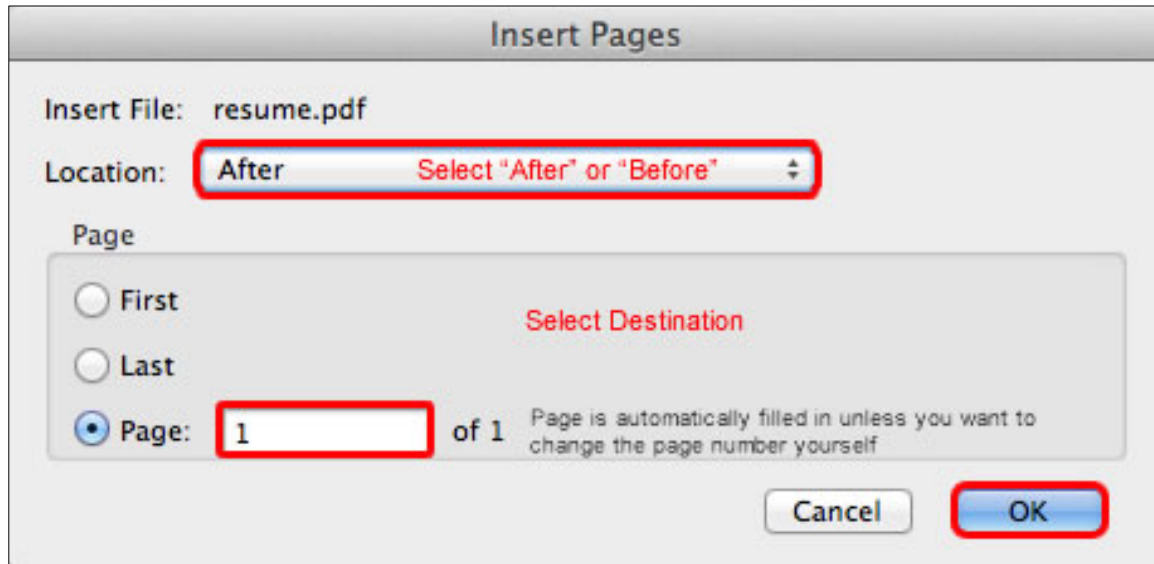 Insert Pages
Insert File: resume.pdf
Location: After Select “After” or “Before”
Page
First
Select Destination
Last
Page: 1 of 1 Page is automatically filled in unless you want to
change the page number yourself
Cancel OK